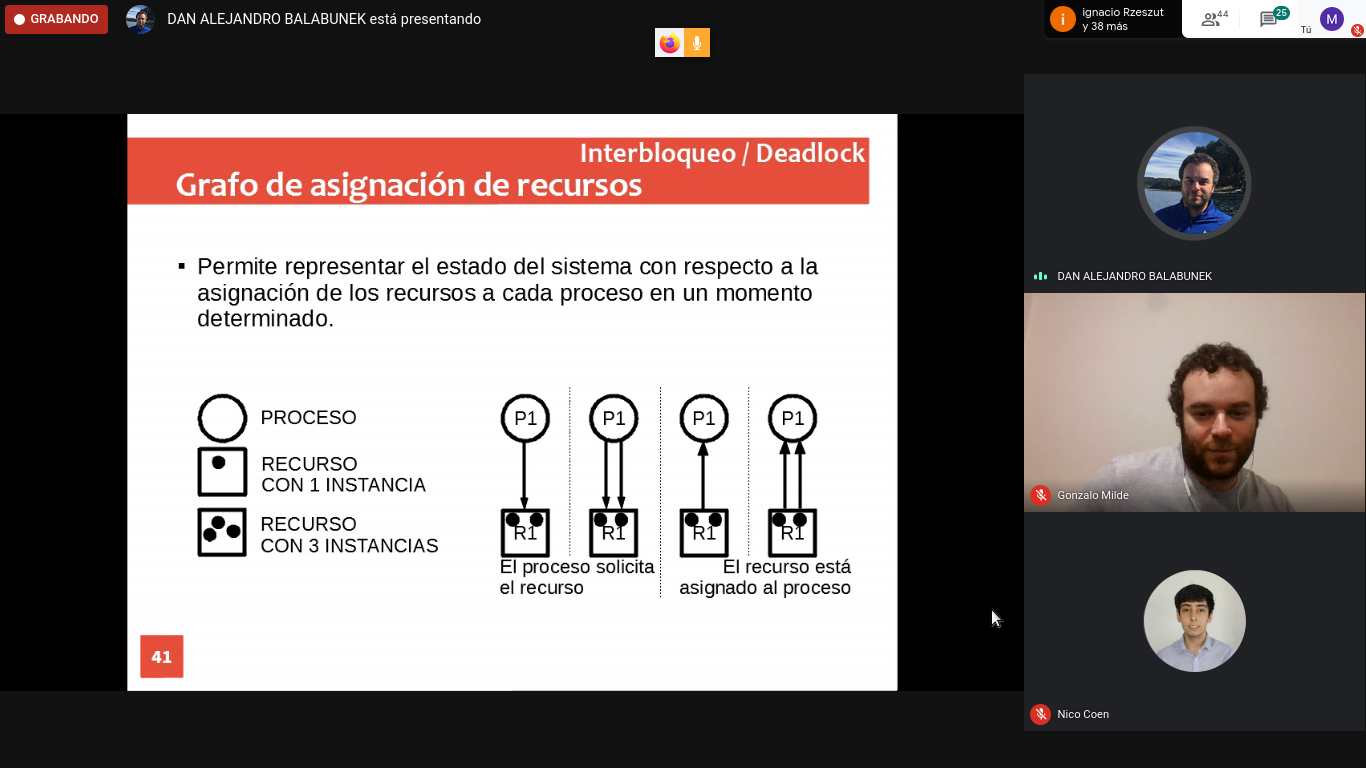 GRABANDO
DAN ALEJANDRO BALABUNEK está presentando
i
ignacio Rzeszut
y 38 más
44
25
Tú
M
Interbloqueo / Deadlock
Grafo de asignación de recursos
▪ Permite representar el estado del sistema con respecto a la
asignación de los recursos a cada proceso en un momento
determinado.
PROCESO
RECURSO
CON 1 INSTANCIA
RECURSO
CON 3 INSTANCIAS
P1 P1 P1 P1
R1 R1 R1 R1
El proceso solicita
el recurso
El recurso está
asignado al proceso
41
DAN ALEJANDRO BALABUNEK
Gonzalo Milde
Nico Coen